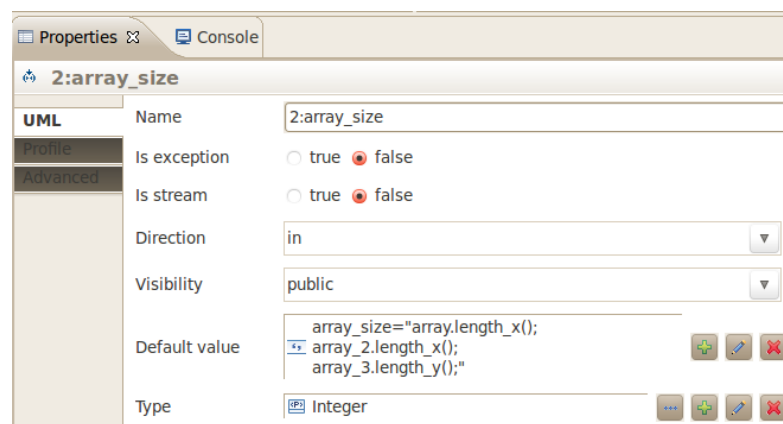 Properties Console
2:array_size
UML
Profile
Advanced
Name 2:array_size
Is exception true false
Is stream true false
Direction in
Visibility public
Default value array_size="array.length_x();
array_2.length_x();
array_3.length_y();"
Type <P> Integer